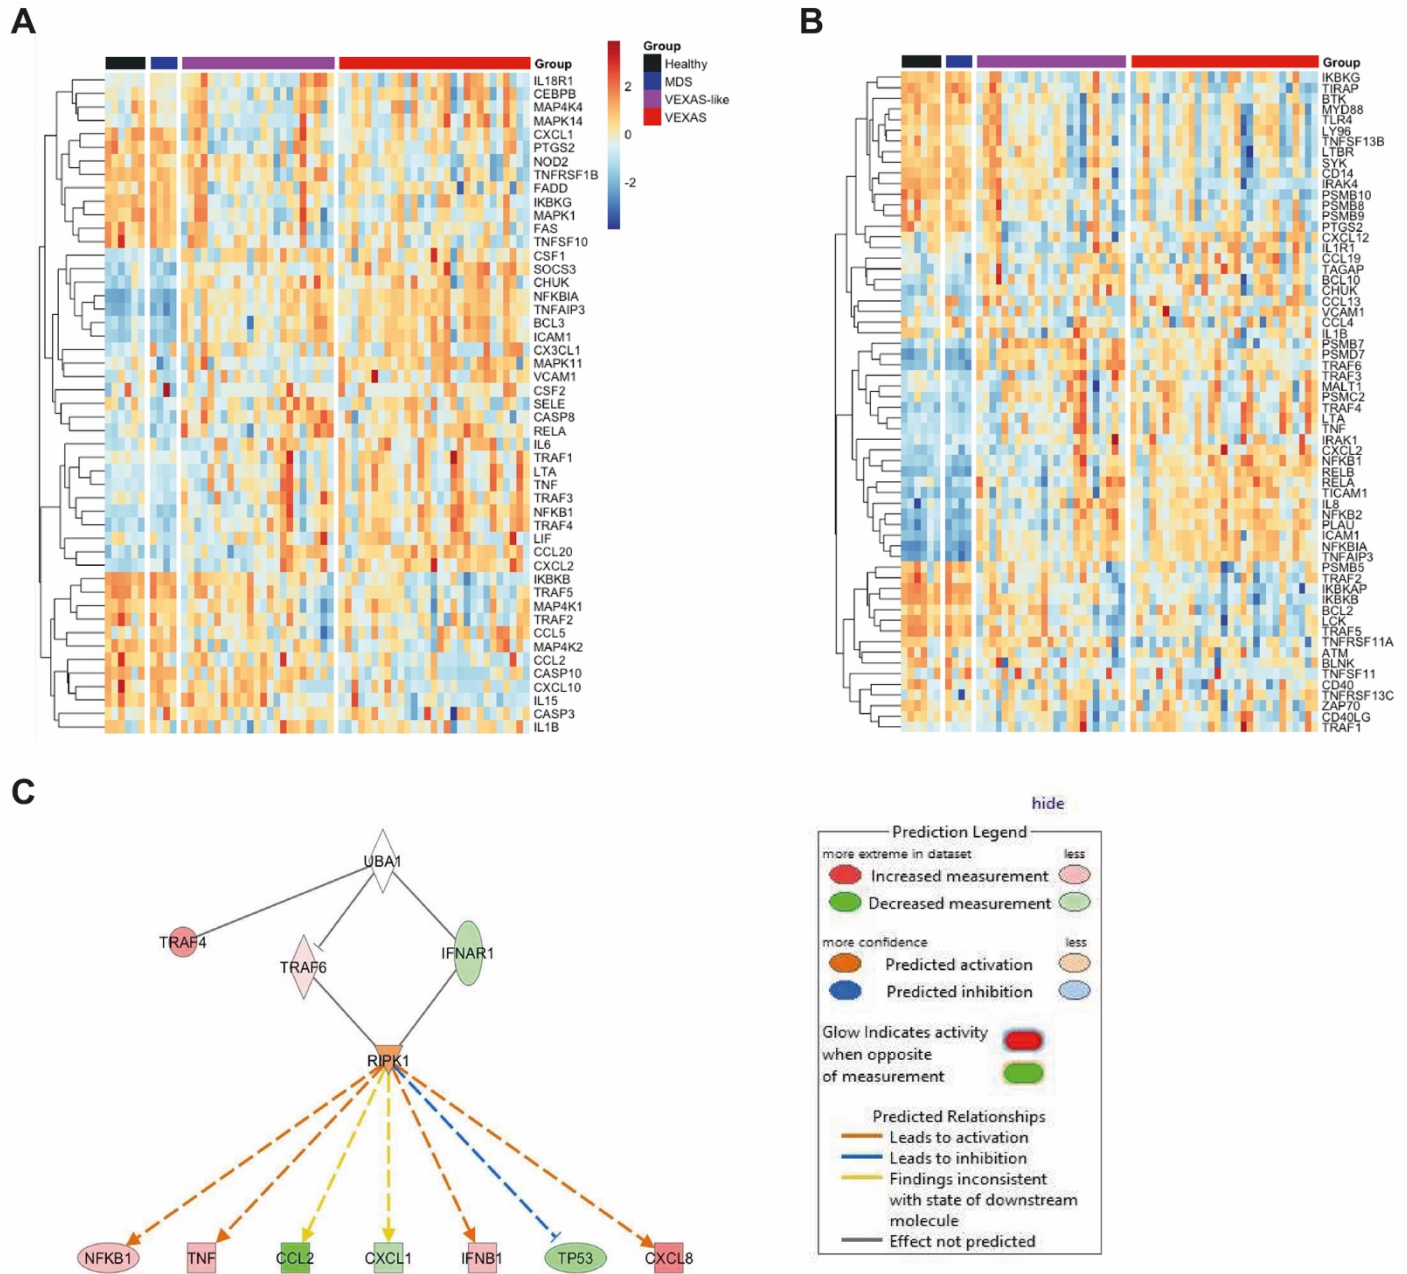 A
Group
2
0
-2
Group
Healthy
MDS
VEXAS-like
VEXAS
IL18R1
CEBPB
MAP4K4
MAPK14
CXCL1
PTGS2
NOD2
TNFRSF1B
FADD
IKBKG
MAPK1
FAS
TNFSF10
CSF1
SOCS3
CHUK
NFKBIA
TNFAIP3
BCL3
ICAM1
CX3CL1
MAPK11
VCAM1
CSF2
SELE
CASP8
RELA
IL6
TRAF1
LTA
TNF
TRAF3
NFKB1
TRAF4
LIF
CCL20
CXCL2
IKBKB
TRAF5
MAP4K1
TRAF2
CCL5
MAP4K2
CCL2
CASP10
CXCL10
IL15
CASP3
IL1B
B
Group
IKBKG
TIRAP
BTK
MYD88
TLR4
LY96
TNFSF13B
LTBR
SYK
CD14
IRAK4
PSMB10
PSMB8
PSMB9
PTGS2
CXCL12
IL1R1
CCL19
TAGAP
BCL10
CHUK
CCL13
VCAM1
CCL4
IL1B
PSMB7
PSMD7
TRAF6
TRAF3
MALT1
PSMC2
TRAF4
LTA
TNF
IRAK1
CXCL2
NFKB1
RELB
RELA
TICAM1
IL8
NFKB2
PLAU
ICAM1
NFKBIA
TNFAIP3
PSMB5
TRAF2
IKBKAP
IKBKB
BCL2
LCK
TRAF5
TNFRSF11A
ATM
BLNK
TNFSF11
CD40
TNFRSF13C
ZAP70
CD40LG
TRAF1
C
UBA1
TRAF4
TRAF6
IFNAR1
RIPK1
NFKB1
TNF
CCL2
CXCL1
IFNB1
TP53
CXCL8
hide
Prediction Legend
more extreme in dataset less
Increased measurement
Decreased measurement
more confidence less
Predicted activation
Predicted inhibition
Glow Indicates activity
when opposite
of measurement
Predicted Relationships
Leads to activation
Leads to inhibition
Findings inconsistent
with state of downstream
molecule
Effect not predicted